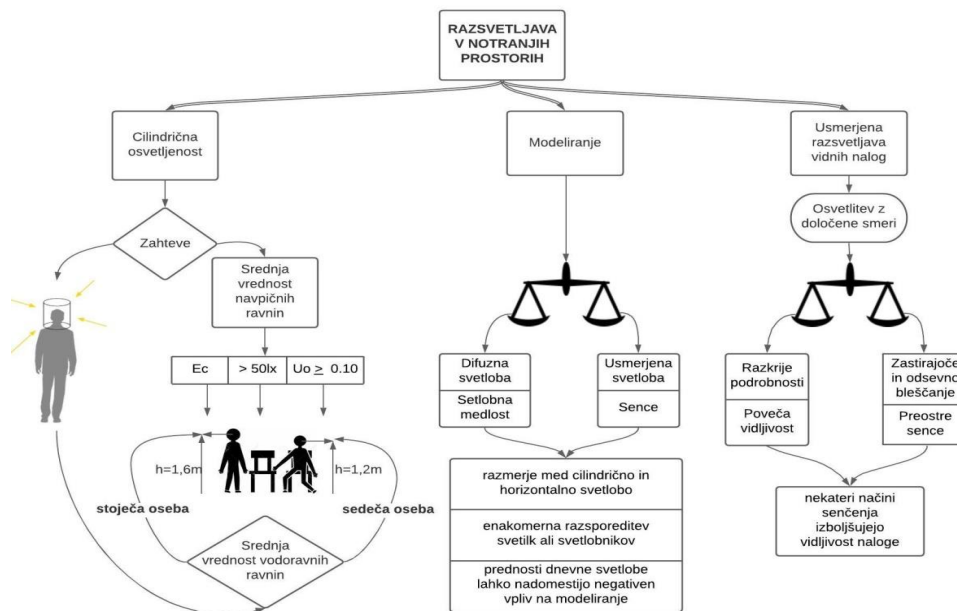 RAZSVETLJAVA
V NOTRANJIH
PROSTORIH
Cilindrična
osvetljenost
Zahteve
Srednja
vrednost
navpičnih
ravnin
Ec
> 50lx
Uo ≥ 0.10
h=1,6m
h=1,2m
stoječa oseba
sedeča oseba
Srednja
vrednost vodoravnih
ravnin
Modeliranje
Difuzna
svetloba
Setlobna
medlost
Usmerjena
svetloba
Sence
razmerje med cilindrično in
horizontalno svetlobo
enakomerna razsporeditev
svetilk ali svetlobnikov
prednosti dnevne svetlobe
lahko nadomestijo negativen
vpliv na modeliranje
Usmerjena
razsvetljava
vidnih nalog
Osvetlitev z
določene smeri
Razkrije
podrobnosti
Poveča
vidljivost
Zastirajoče
in odsevno
bleščanje
Preostre
sence
nekateri načini
senčenja
izboljšujejo
vidljivost naloge